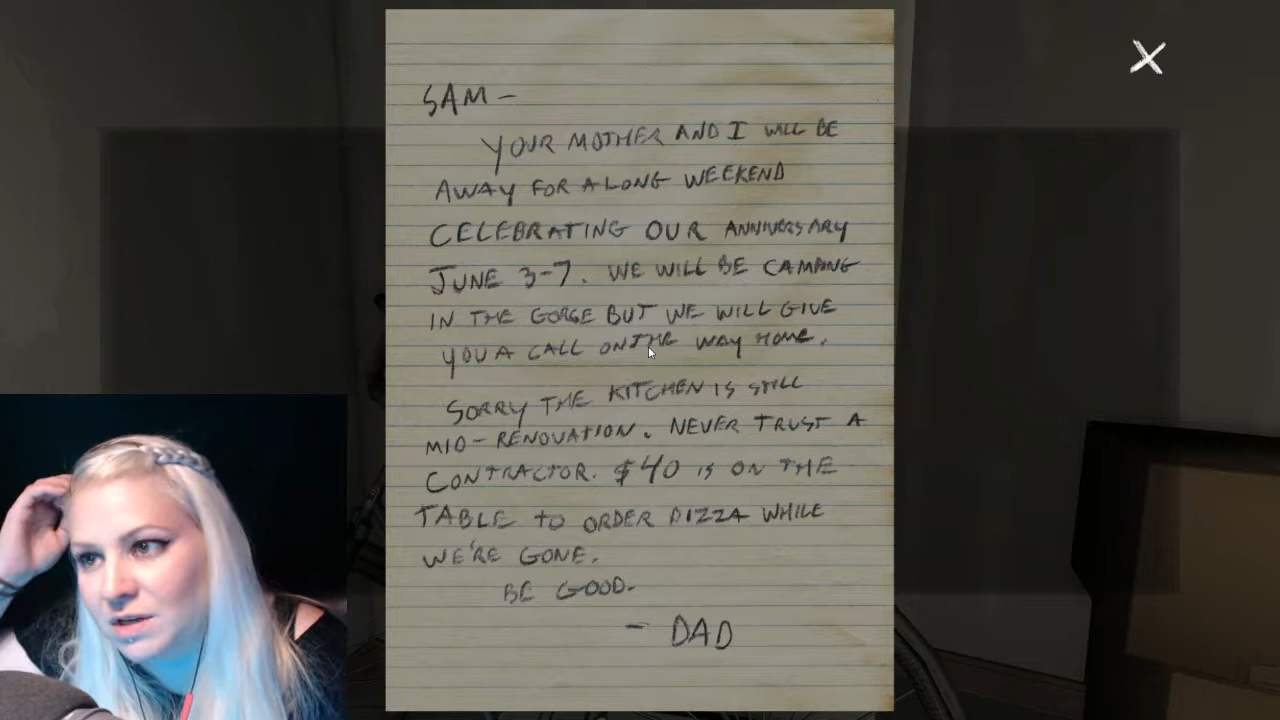 SAM -
YOUR MOTHER AND I WILL BE
AWAY FOR A LONG WEEKEND
CELEBRATING OUR ANNIVERSARY
JUNE 3-7. WE WILL BE CAMPING
IN THE GORGE BUT WE WILL GIVE
YOU A CALL ON THE WAY HOME.
SORRY THE KITCHEN IS STILL
MID-RENOVATION. NEVER TRUST A
CONTRACTOR. $40 IS ON THE
TABLE TO ORDER PIZZA WHILE
WE'RE GONE.
BE GOOD.
- DAD